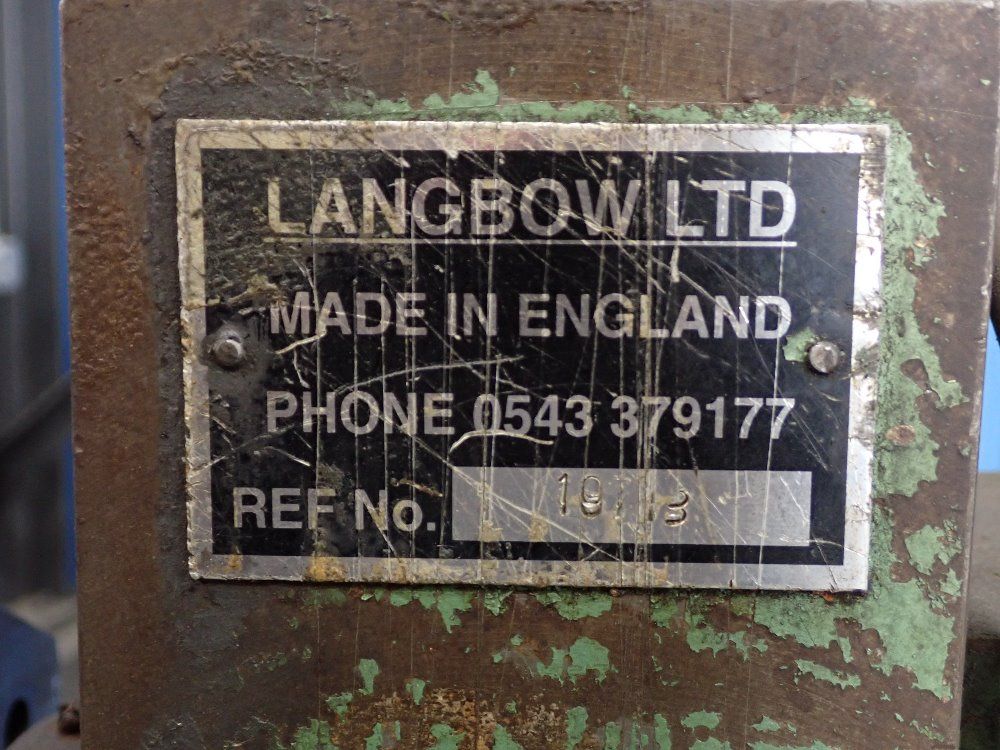 LANGBOW LTD
MADE IN ENGLAND
PHONE 0543 379177
REF No.